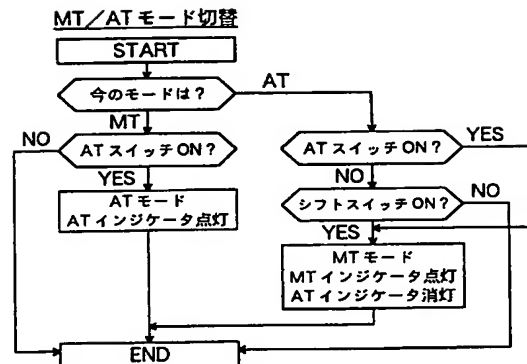 MT／ATモード切替
START
今のモードは？
AT
MT
NO
ATスイッチON？
YES
ATモード
ATインジケータ点灯
ATスイッチON？
YES
NO
シフトスイッチON？
NO
YES
MTモード
MTインジケータ点灯
ATインジケータ消灯
END